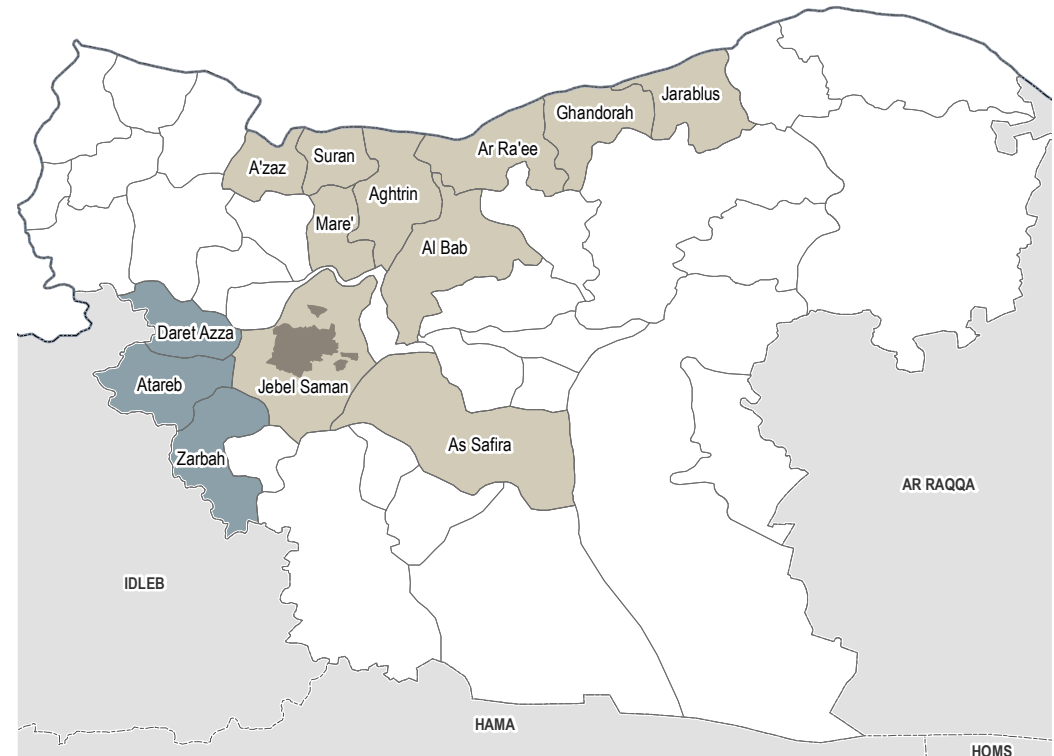 Jarablus
Ghandorah
Ar Ra'ee
Suran
A'zaz
Aghtrin
Mare'
Al Bab
Daret Azza
Atareb
Jebel Saman
As Safira
Zarbah
AR RAQQA
IDLEB
HAMA
HOMS